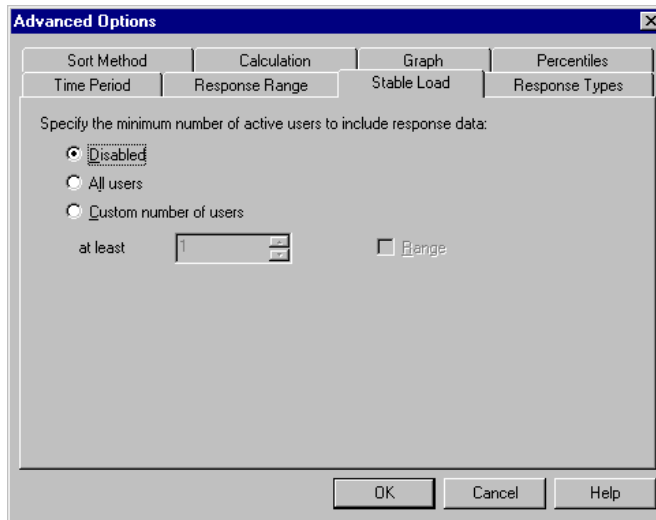 Advanced Options
Sort Method Calculation Graph Percentiles
Time Period Response Range Stable Load Response Types
Specify the minimum number of active users to include response data:
Disabled
All users
Custom number of users
at least 1 Range
OK Cancel Help